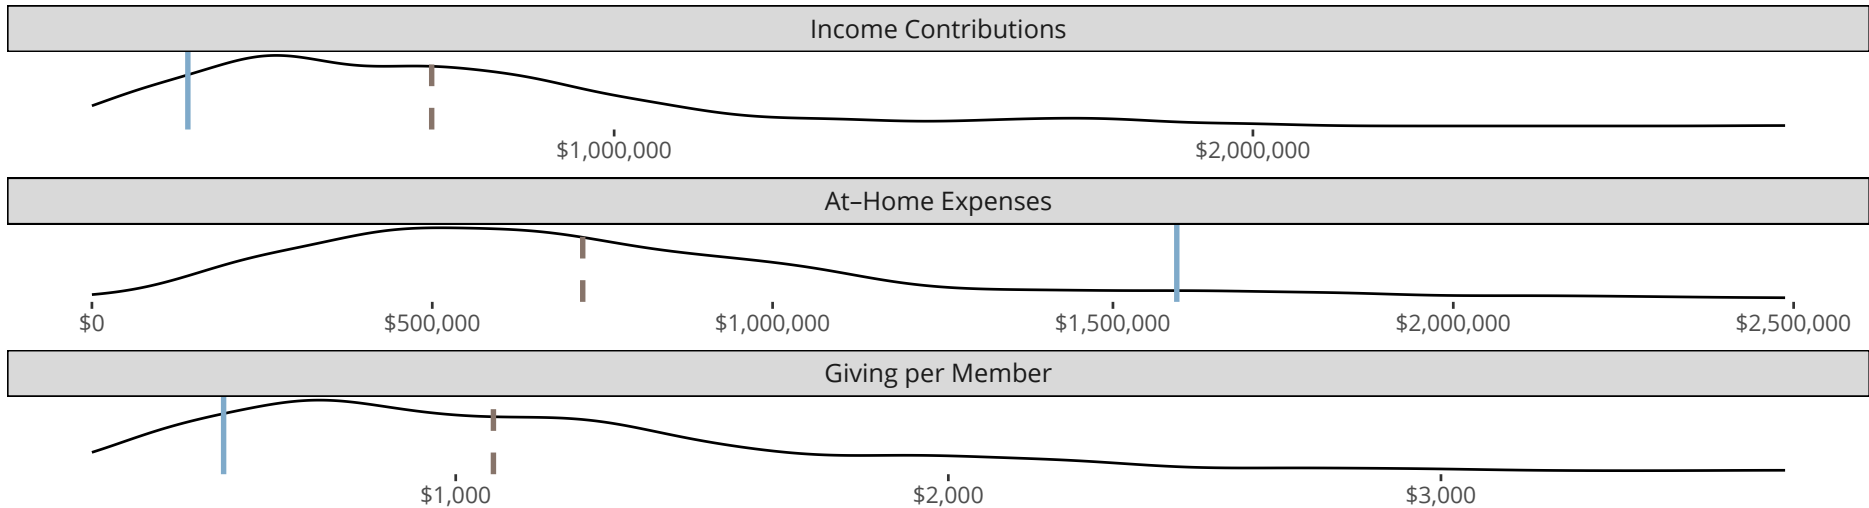 Income Contributions
$1,000,000 $2,000,000
At–Home Expenses
$0 $500,000 $1,000,000 $1,500,000 $2,000,000 $2,500,000
Giving per Member
$1,000 $2,000 $3,000